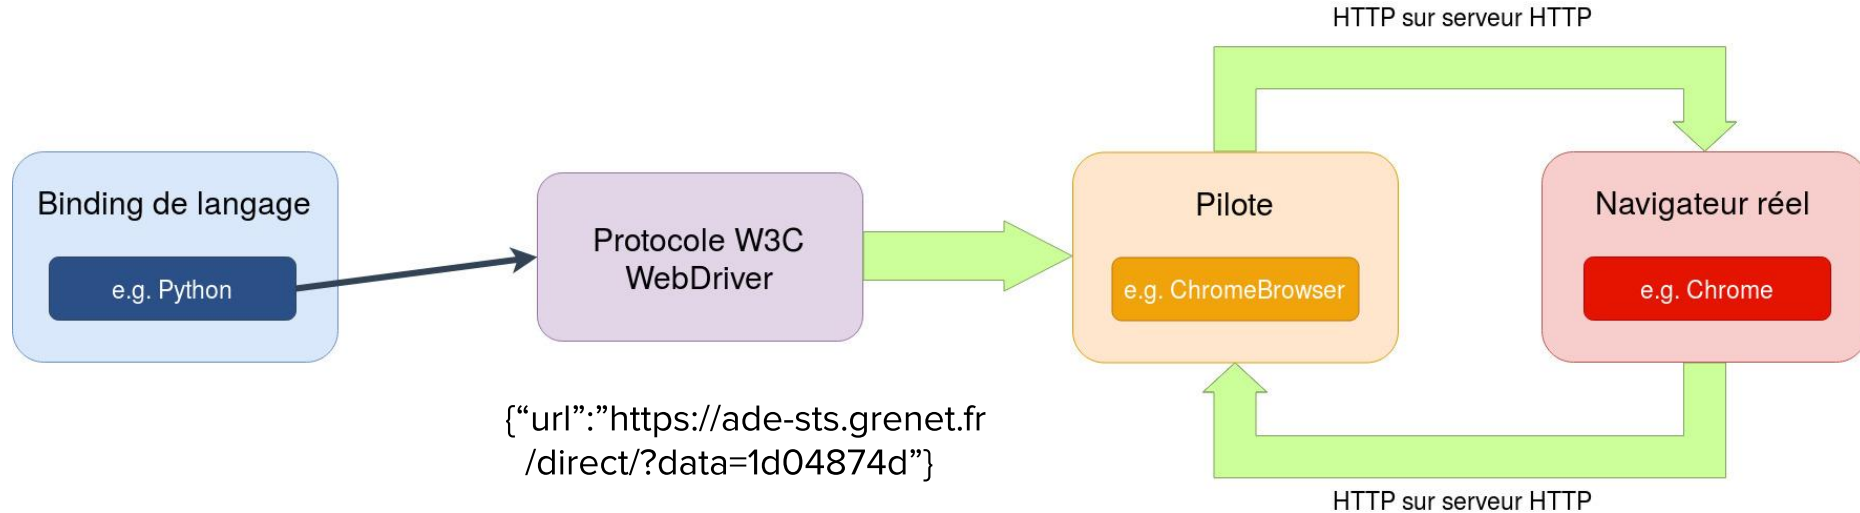 HTTP sur serveur HTTP
Binding de langage
e.g. Python
Protocole W3C
WebDriver
Pilote
e.g. ChromeBrowser
Navigateur réel
e.g. Chrome
{“url”:”https://ade-sts.grenet.fr
/direct/?data=1d04874d”}
HTTP sur serveur HTTP